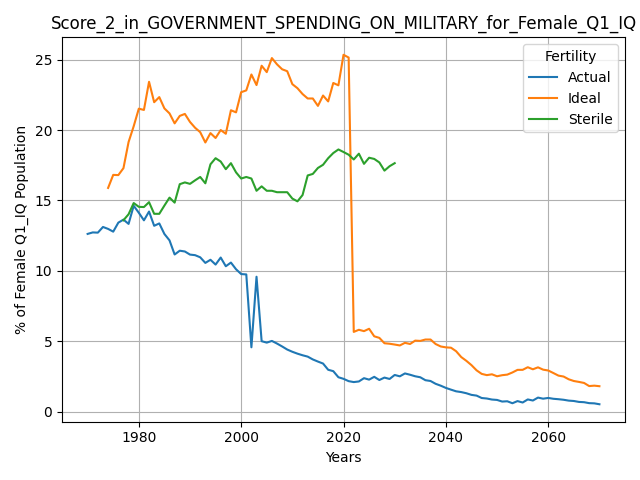 Score_2_in_GOVERNMENT_SPENDING_ON_MILITARY_for_Female_Q1_IQ
% of Female Q1_IQ Population
25
20
15
10
5
0
Fertility
Actual
Ideal
Sterile
1980
2000
2020
2040
2060
Years